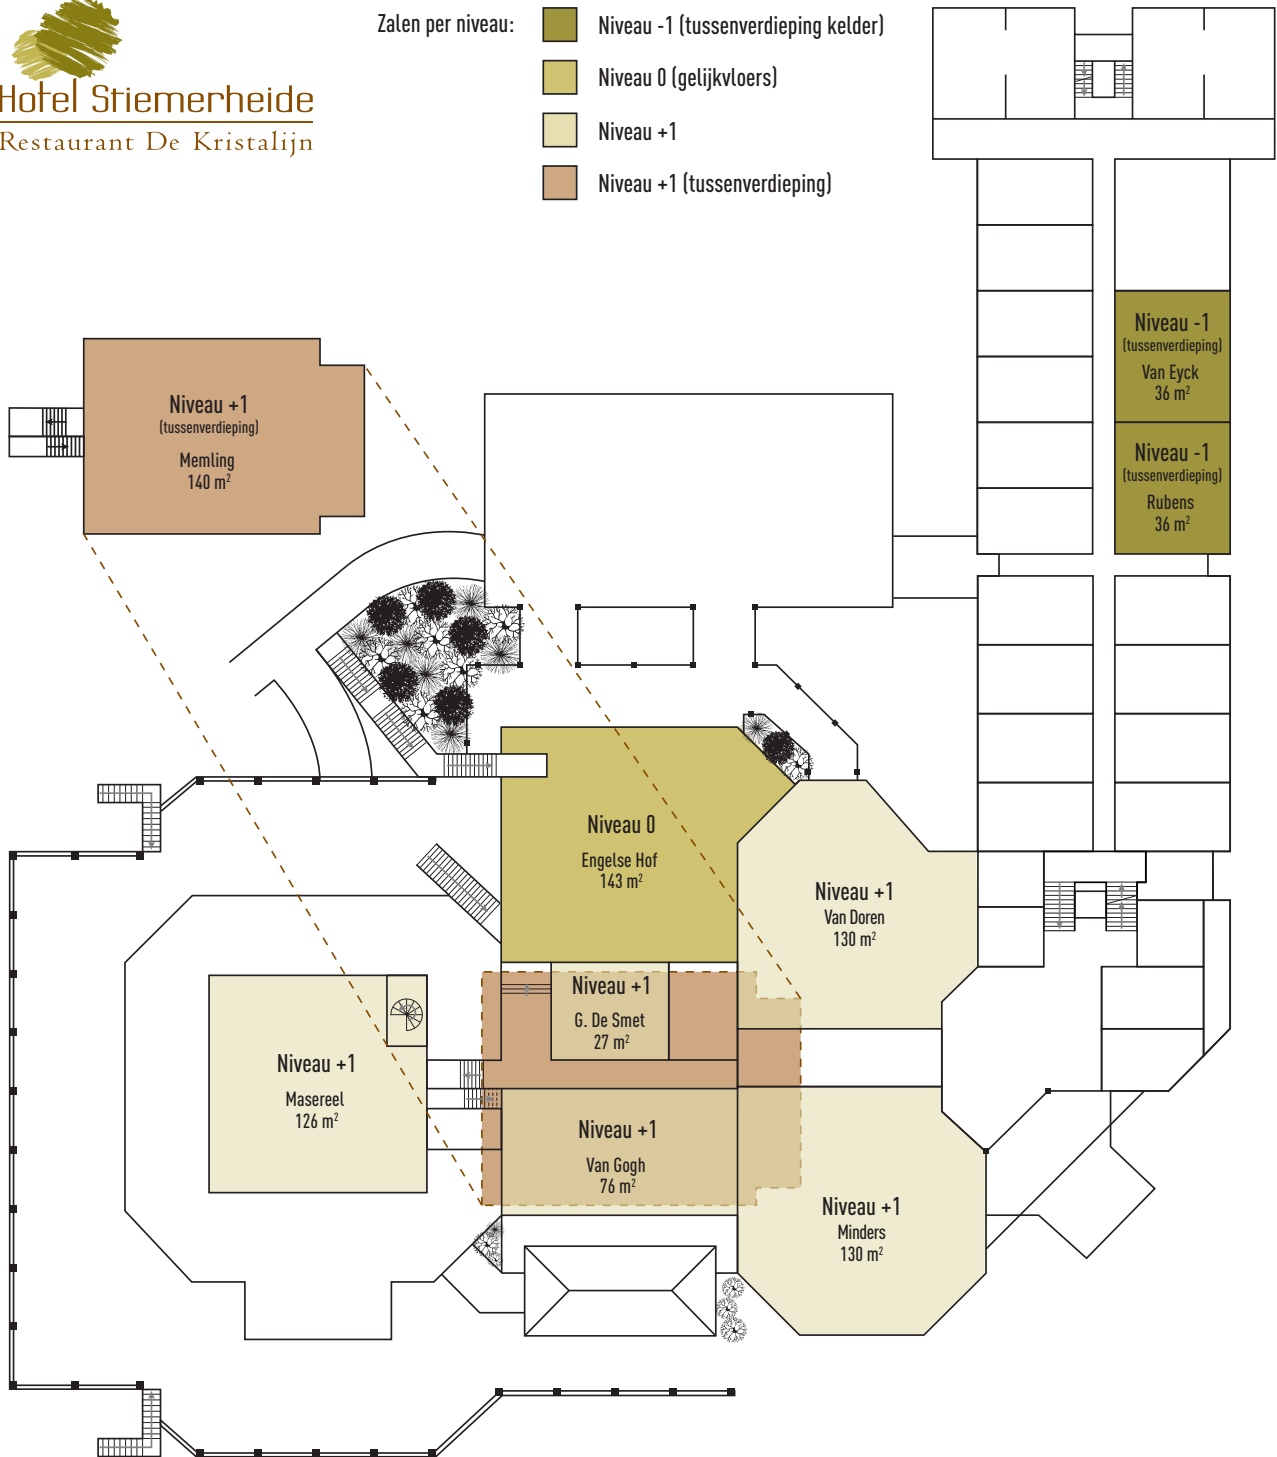 Hotel Stiemerheide
Restaurant De Kristalijn
Zalen per niveau:
Niveau -1 (tussenverdieping kelder)
Niveau 0 (gelijkvloers)
Niveau +1
Niveau +1 (tussenverdieping)
Niveau -1
(tussenverdieping)
Van Eyck
36 m²
Niveau -1
(tussenverdieping)
Rubens
36 m²
Niveau +1
(tussenverdieping)
Memling
140 m²
Niveau 0
Engelse Hof
143 m²
Niveau +1
Van Doren
130 m²
Niveau +1
G. De Smet
27 m²
Niveau +1
Masereel
126 m²
Niveau +1
Van Gogh
76 m²
Niveau +1
Minders
130 m²